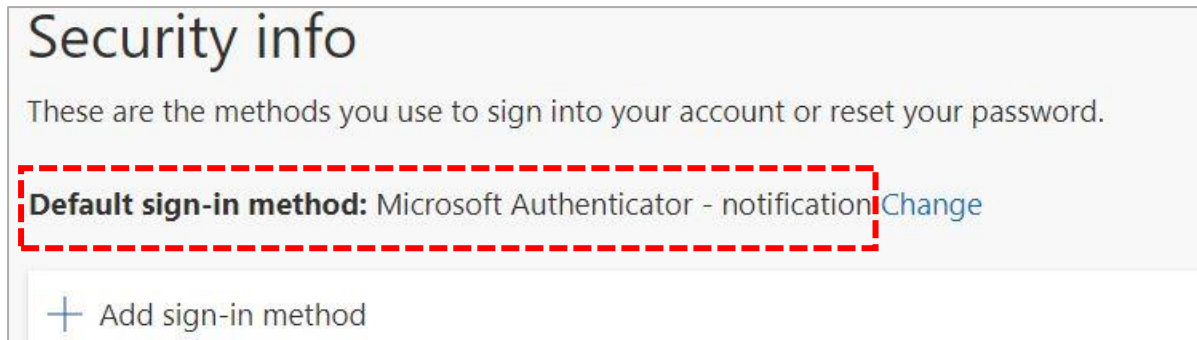 Security info
These are the methods you use to sign into your account or reset your password.
Default sign-in method: Microsoft Authenticator - notification Change
+ Add sign-in method